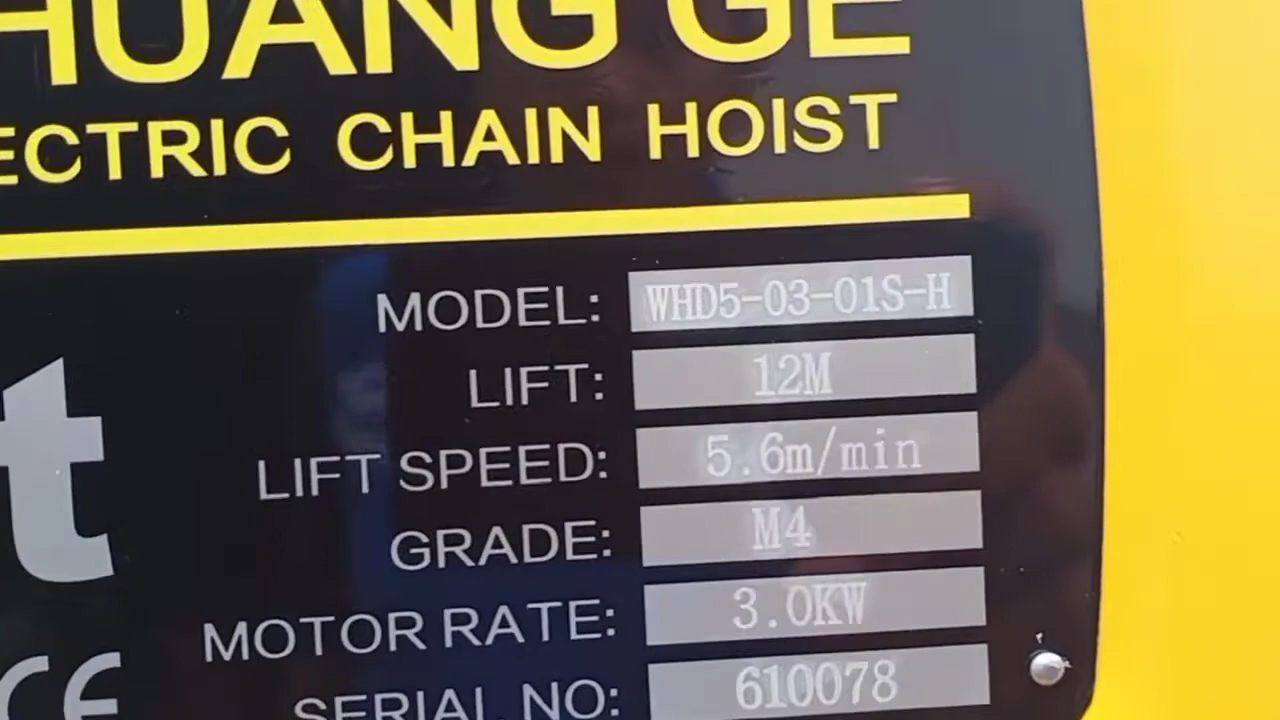 HUANG GE
ECTRIC CHAIN HOIST
MODEL: WHD5-03-01S-H
LIFT: 12M
LIFT SPEED: 5.6m/min
GRADE: M4
MOTOR RATE: 3.0KW
SERIAL NO: 610078
t
CE